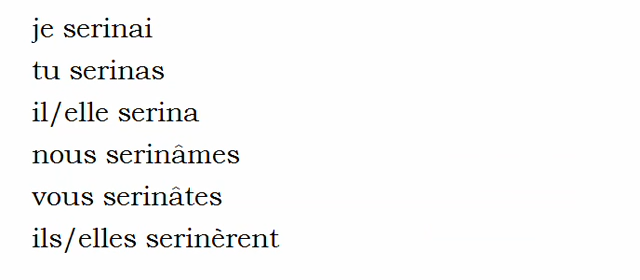 je serinai
tu serinas
il/elle serina
nous serinâmes
vous serinâtes
ils/elles serinèrent